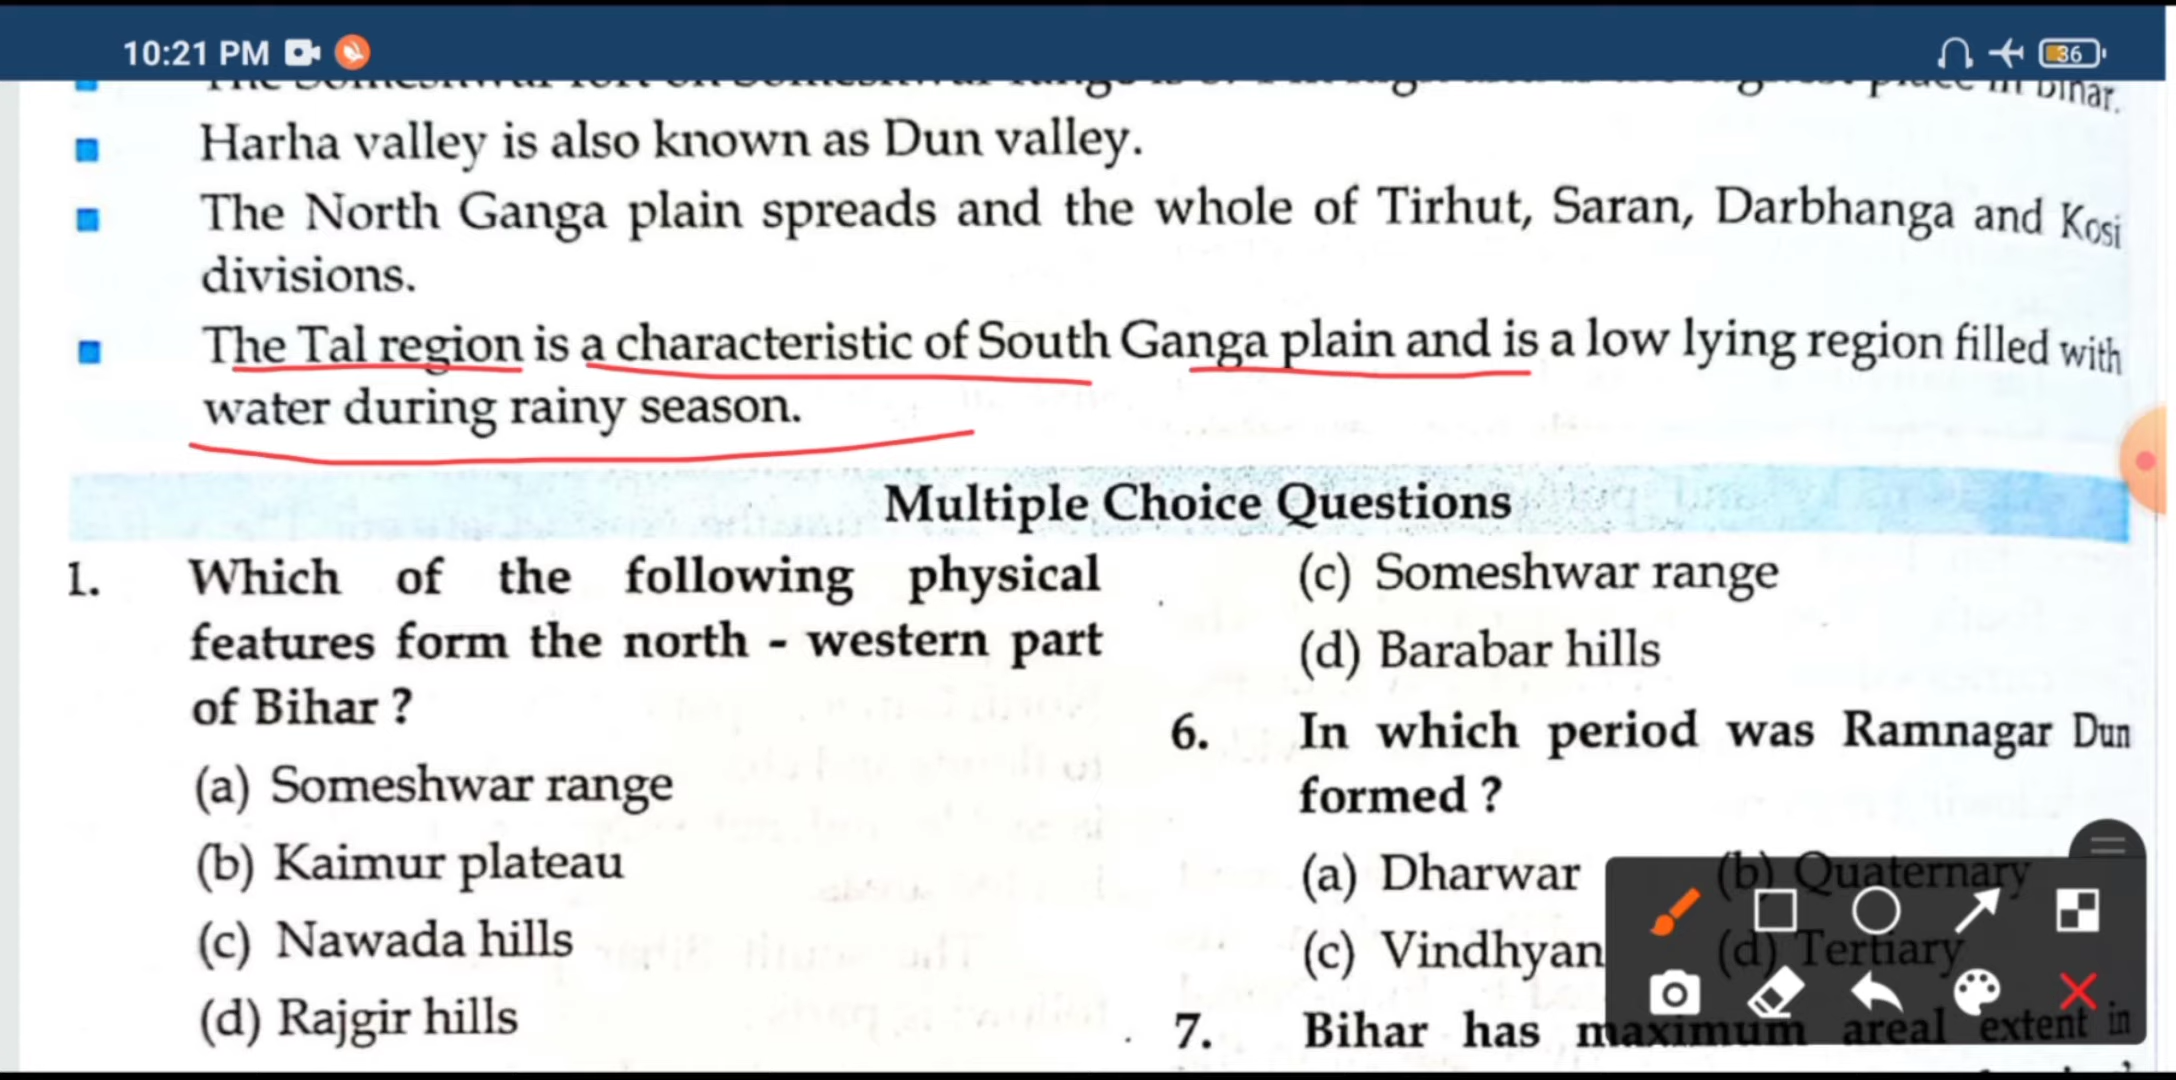 10:21 PM
36
Harha valley is also known as Dun valley.
The North Ganga plain spreads and the whole of Tirhut, Saran, Darbhanga and Kosi
divisions.
The Tal region is a characteristic of South Ganga plain and is a low lying region filled with
water during rainy season.
Multiple Choice Questions
1. Which of the following physical
features form the north - western part
of Bihar ?
(a) Someshwar range
(b) Kaimur plateau
(c) Nawada hills
(d) Rajgir hills
(c) Someshwar range
(d) Barabar hills
6. In which period was Ramnagar Dun
formed ?
(a) Dharwar (b) Quaternary
(c) Vindhyan (d) Tertiary
7. Bihar has maximum areal extent in